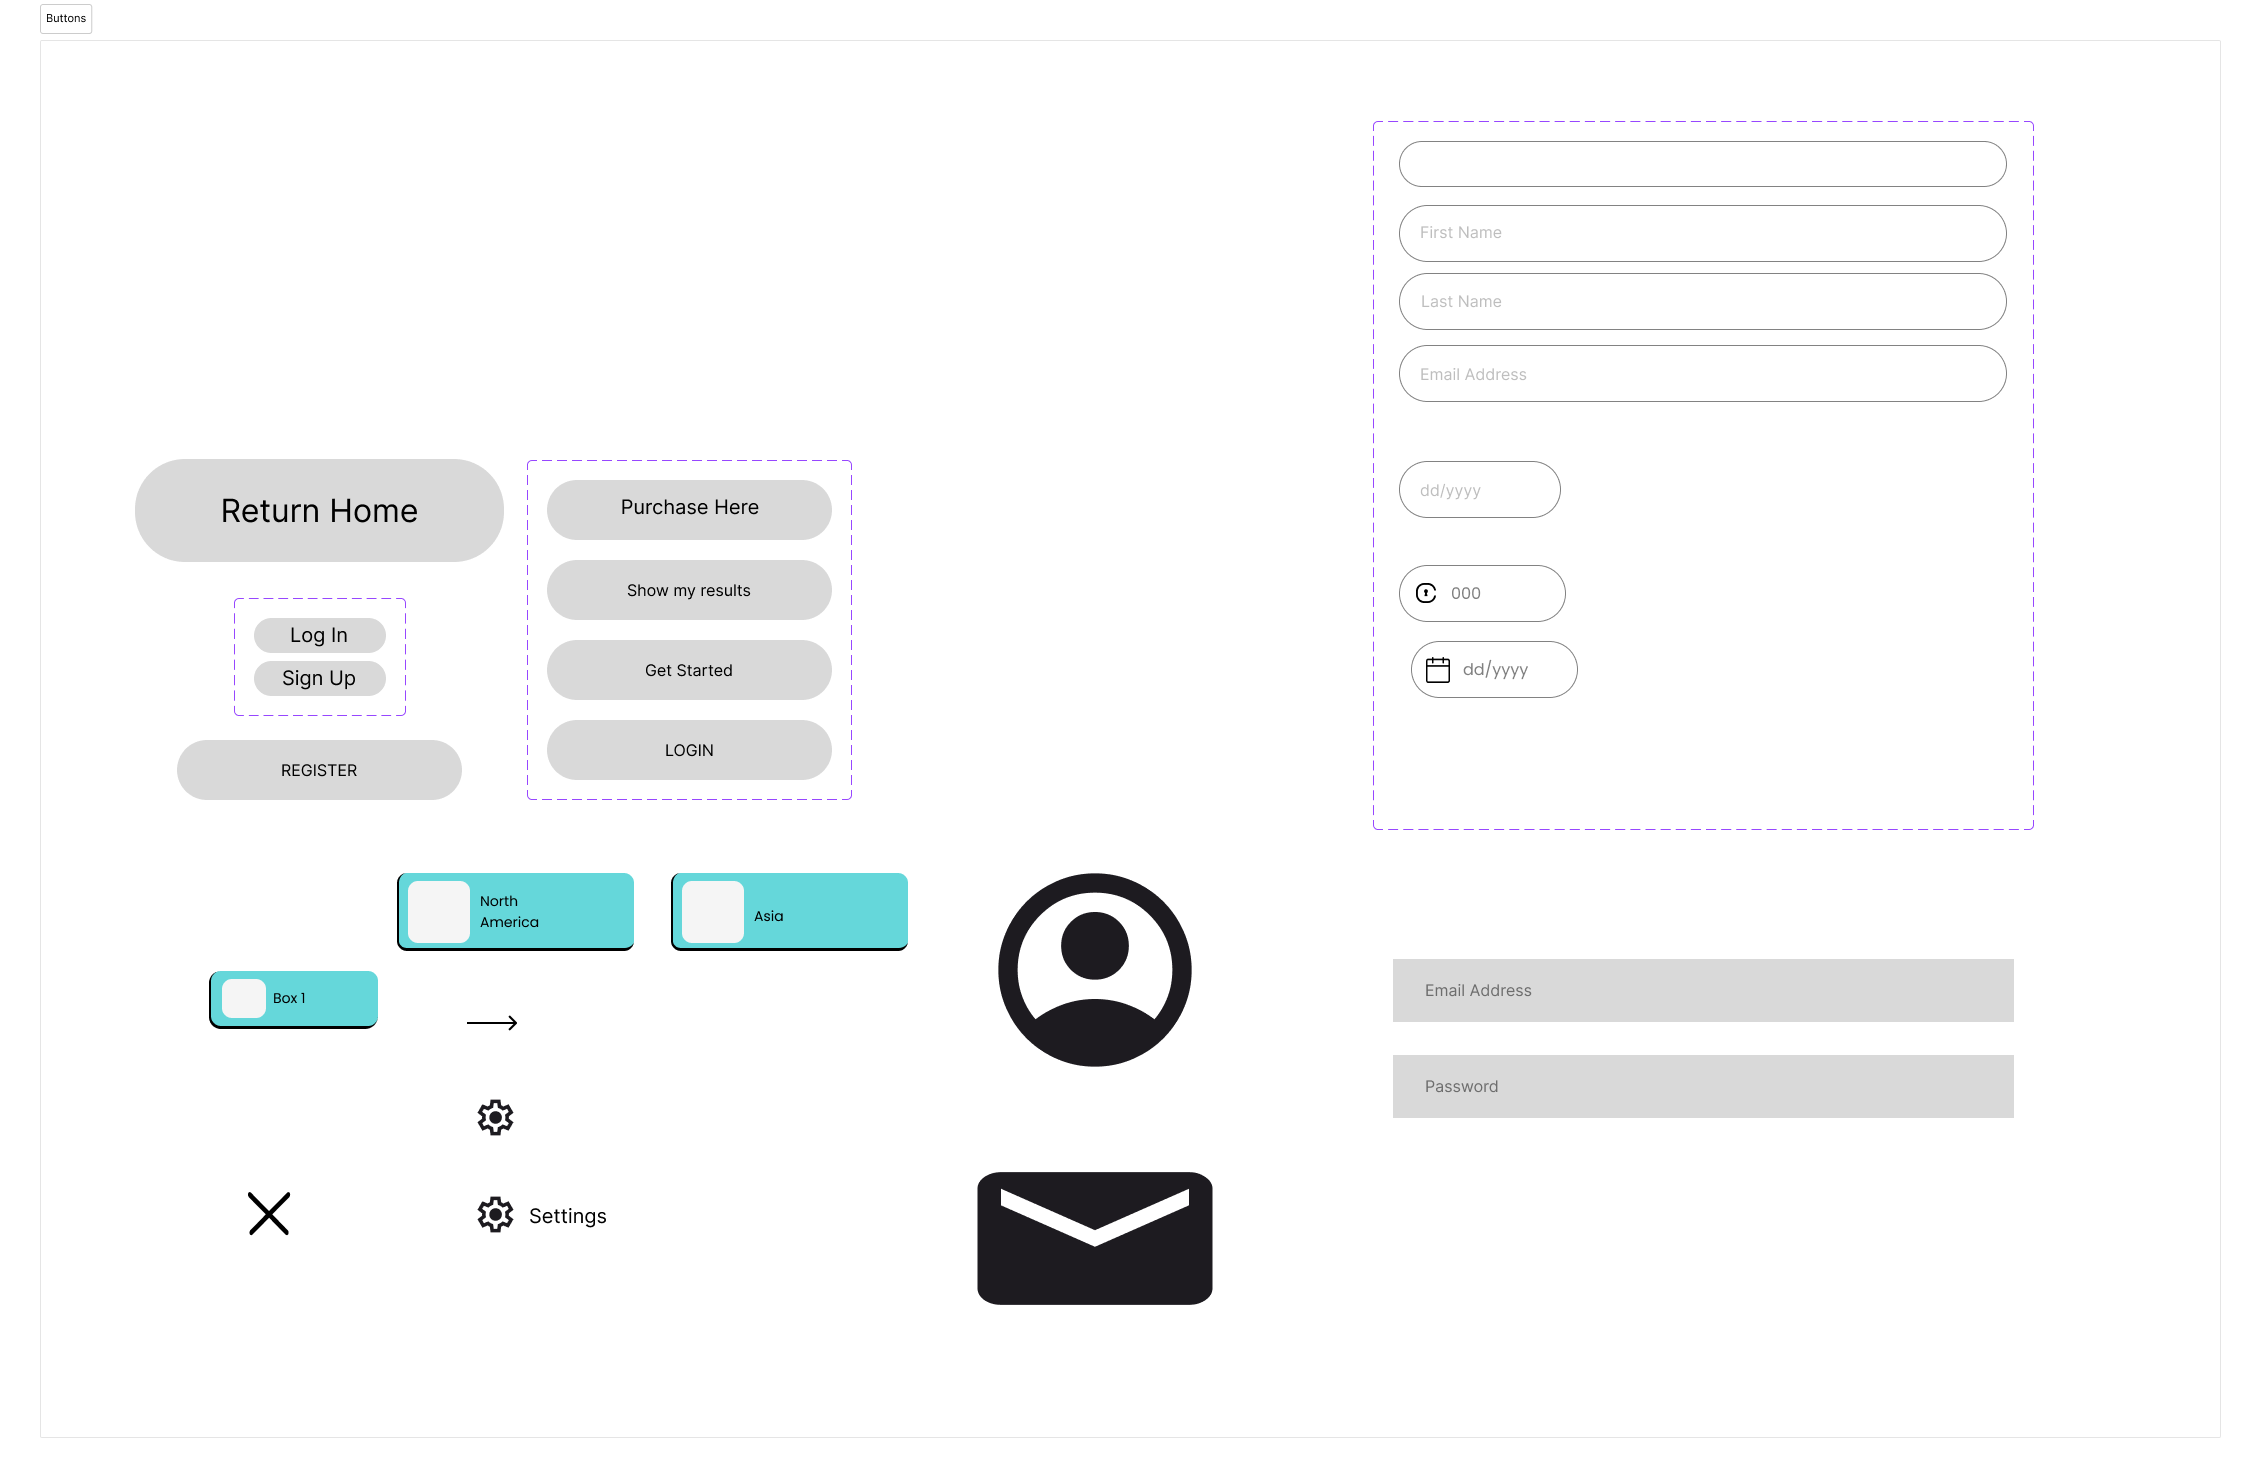 Buttons
Return Home
Log In
Sign Up
REGISTER
Purchase Here
Show my results
Get Started
LOGIN
North
America
Asia
Box 1
Settings
First Name
Last Name
Email Address
dd/yyyy
000
dd/yyyy
Email Address
Password